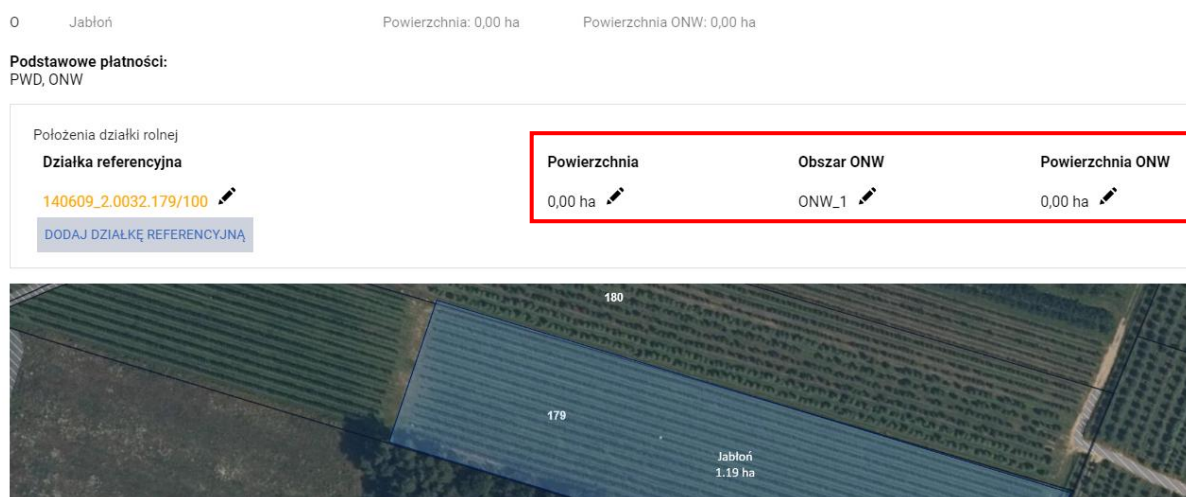 O Jabłoń Powierzchnia: 0,00 ha Powierzchnia ONW: 0,00 ha
Podstawowe płatności:
PWD, ONW
Położenia działki rolnej
Działka referencyjna Powierzchnia Obszar ONW Powierzchnia ONW
140609_2.0032.179/100 0,00 ha ONW_1 0,00 ha
DODAJ DZIAŁKĘ REFERENCYJNĄ
180
179
Jabłoń
1.19 ha